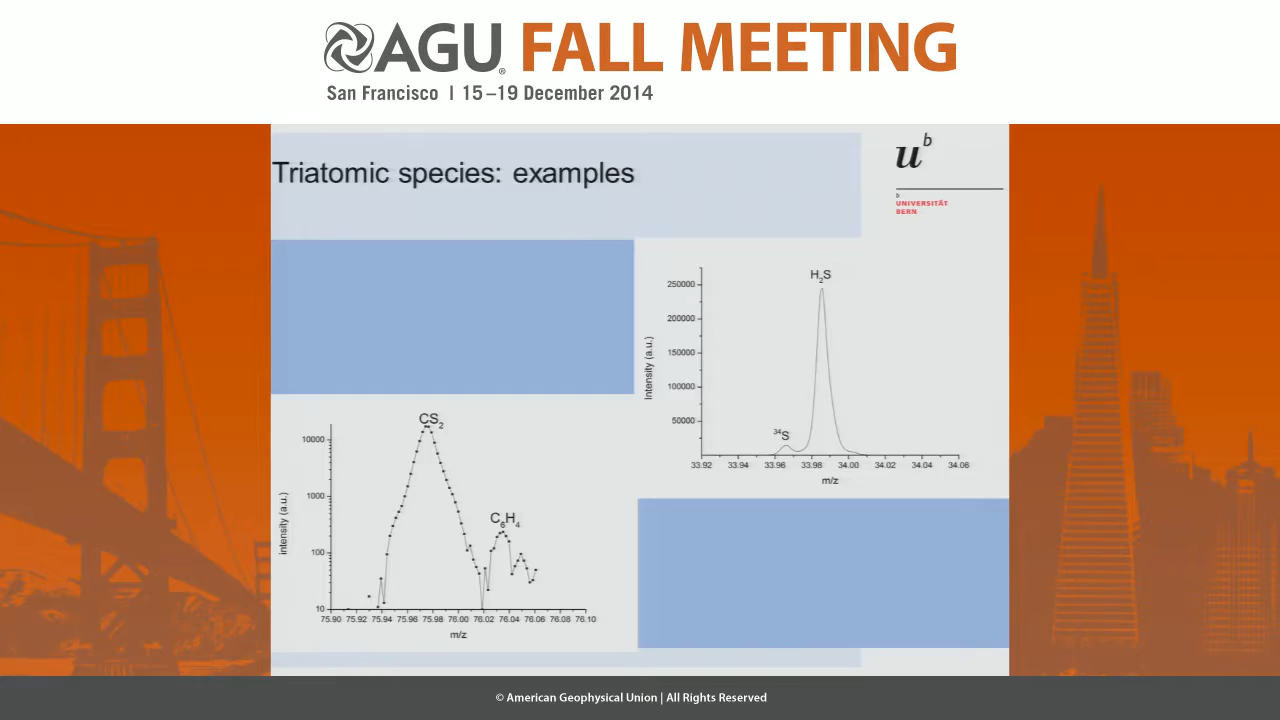 AGU FALL MEETING
San Francisco | 15–19 December 2014
Triatomic species: examples
u^b
b
UNIVERSITÄT
BERN
H₂S
³⁴S
Intensity (a.u.)
250000
200000
150000
100000
50000
33.92 33.94 33.96 33.98 34.00 34.02 34.04 34.06
m/z
CS₂
C₆H₄
intensity (a.u.)
10000
1000
100
10
75.90 75.92 75.94 75.96 75.98 76.00 76.02 76.04 76.06 76.08 76.10
m/z
© American Geophysical Union | All Rights Reserved